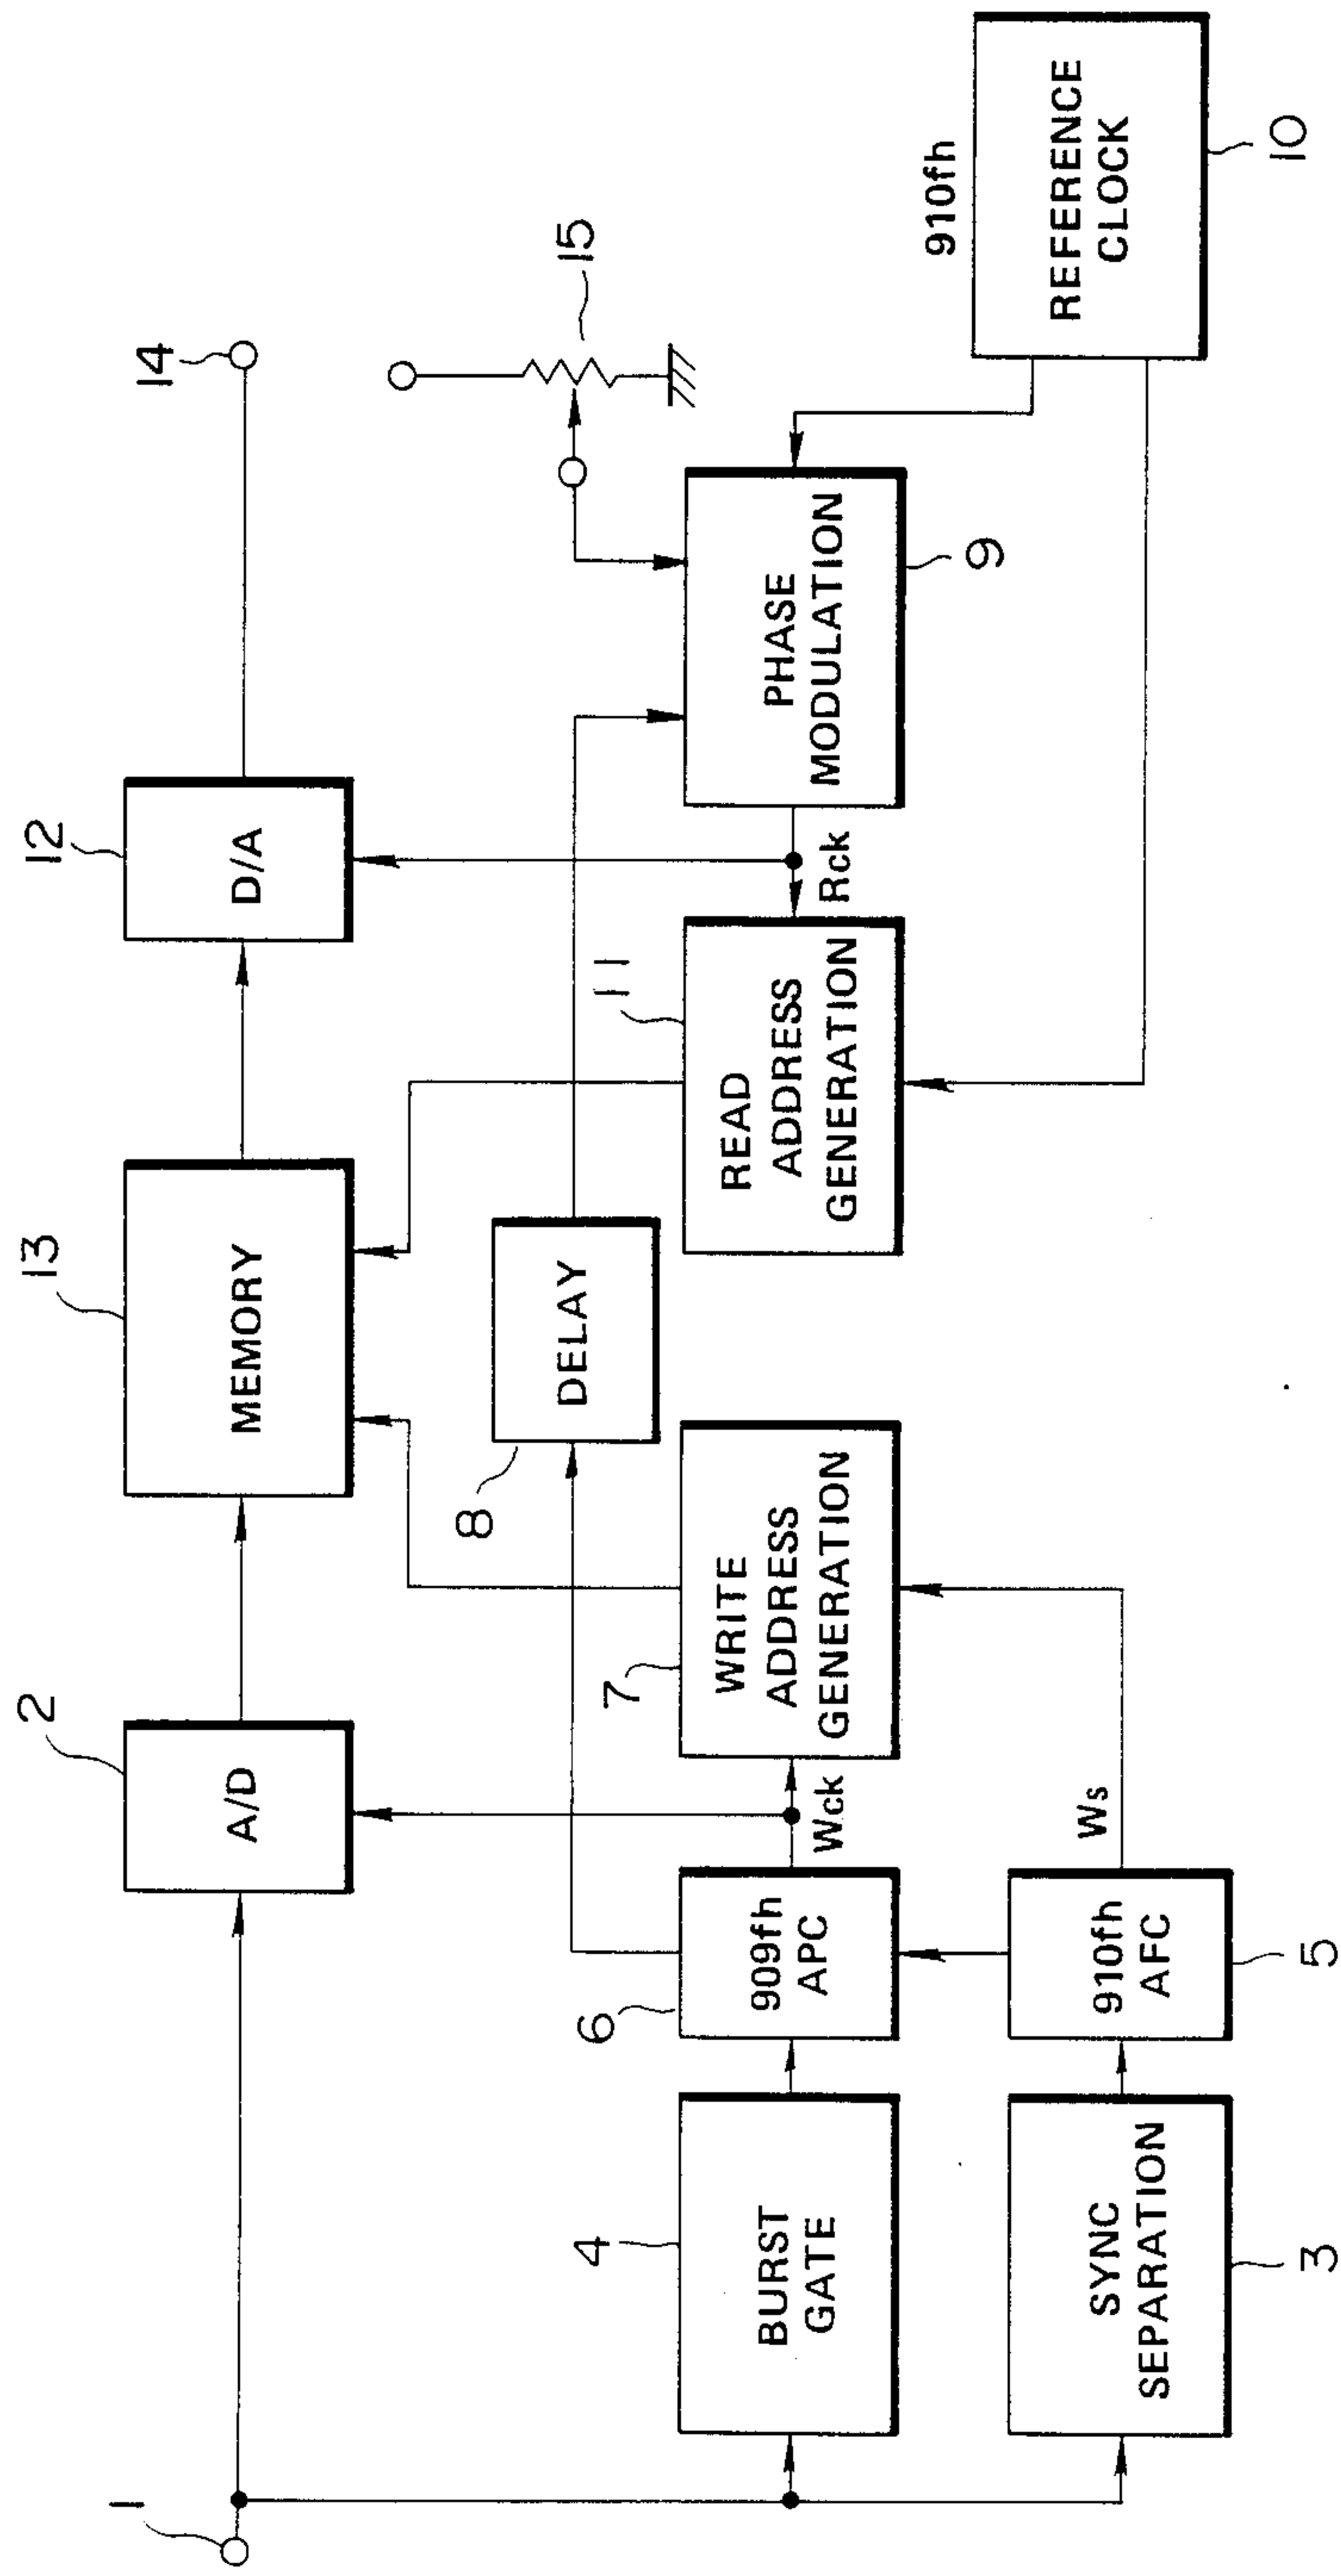 1
2
A/D
13
MEMORY
12
D/A
14
8
DELAY
15
4
BURST
GATE
6
909fh
APC
Wck
7
WRITE
ADDRESS
GENERATION
11
READ
ADDRESS
GENERATION
Rck
PHASE
MODULATION
9
3
SYNC
SEPARATION
5
910fh
AFC
Ws
910fh
REFERENCE
CLOCK
10